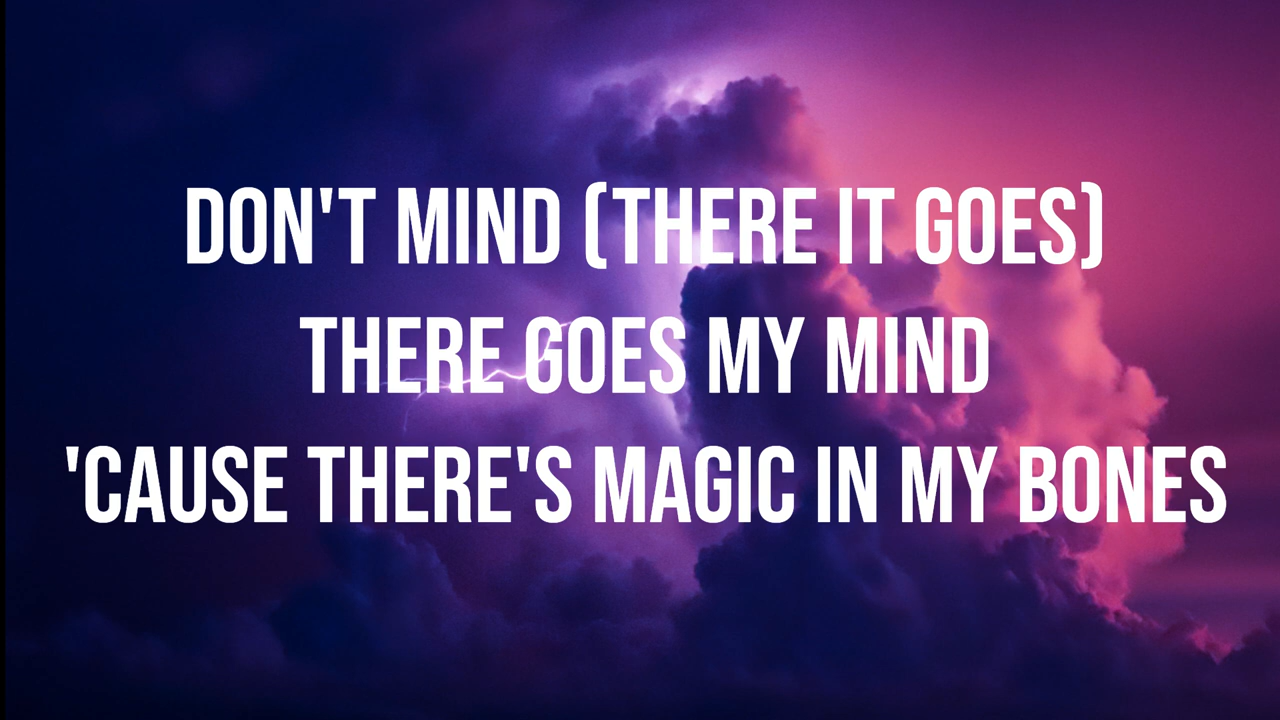 DON'T MIND (THERE IT GOES)
THERE GOES MY MIND
'CAUSE THERE'S MAGIC IN MY BONES